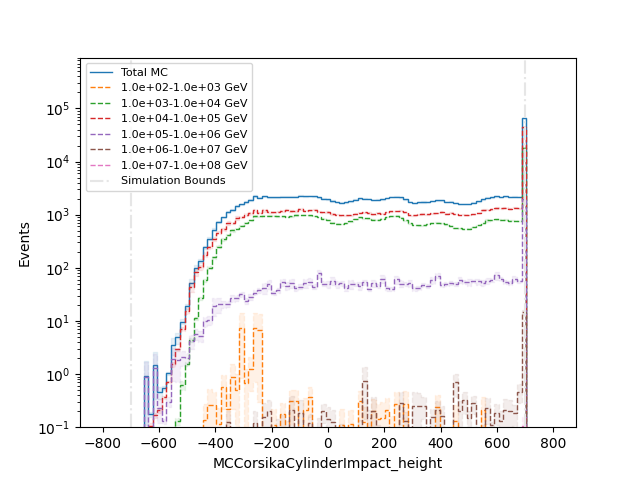 Total MC
1.0e+02-1.0e+03 GeV
1.0e+03-1.0e+04 GeV
1.0e+04-1.0e+05 GeV
1.0e+05-1.0e+06 GeV
1.0e+06-1.0e+07 GeV
1.0e+07-1.0e+08 GeV
Simulation Bounds
10^5
10^4
10^3
10^2
10^1
10^0
10^−1
Events
−800 −600 −400 −200 0 200 400 600 800
MCCorsikaCylinderImpact_height